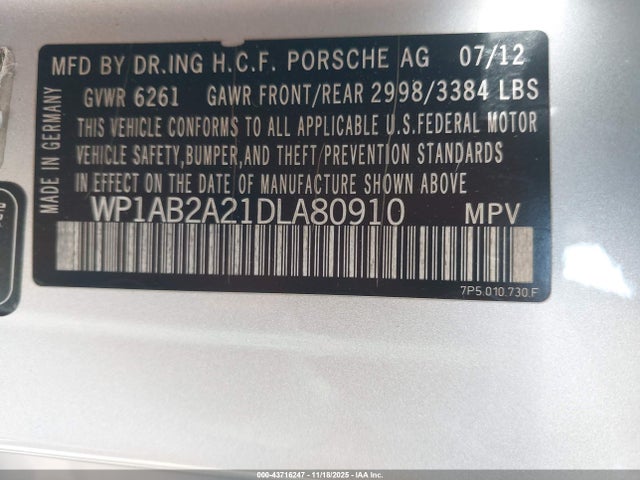 MFD BY DR.ING H.C.F. PORSCHE AG 07/12
GVWR 6261 GAWR FRONT/REAR 2998/3384 LBS
THIS VEHICLE CONFORMS TO ALL APPLICABLE U.S.FEDERAL MOTOR
VEHICLE SAFETY,BUMPER,AND THEFT PREVENTION STANDARDS
IN EFFECT ON THE DATE OF MANUFACTURE SHOWN ABOVE
WP1AB2A21DLA80910 MPV
7P5.010.730.F
MADE IN GERMANY
000-43716247 - 11/18/2025 - IAAI.COM